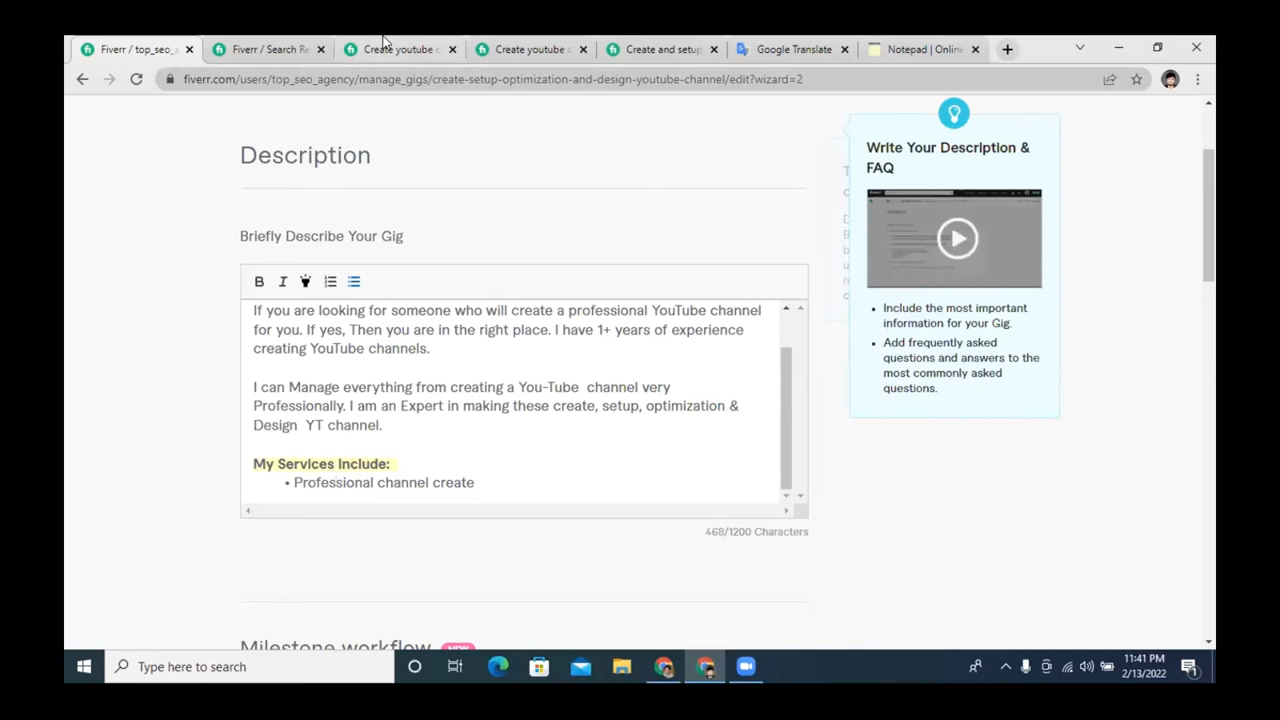 Fiverr / top_seo_
Fiverr / Search Re
Create youtube c
Create youtube c
Create and setup
Google Translate
Notepad | Online
fiverr.com/users/top_seo_agency/manage_gigs/create-setup-optimization-and-design-youtube-channel/edit?wizard=2
Description
Briefly Describe Your Gig
B I
If you are looking for someone who will create a professional YouTube channel
for you. If yes, Then you are in the right place. I have 1+ years of experience
creating YouTube channels.
I can Manage everything from creating a You-Tube channel very
Professionally. I am an Expert in making these create, setup, optimization &
Design YT channel.
My Services Include:
• Professional channel create
468/1200 Characters
Milestone workflow NEW
Write Your Description &
FAQ
• Include the most important
information for your Gig.
• Add frequently asked
questions and answers to the
most commonly asked
questions.
Type here to search
11:41 PM
2/13/2022
1